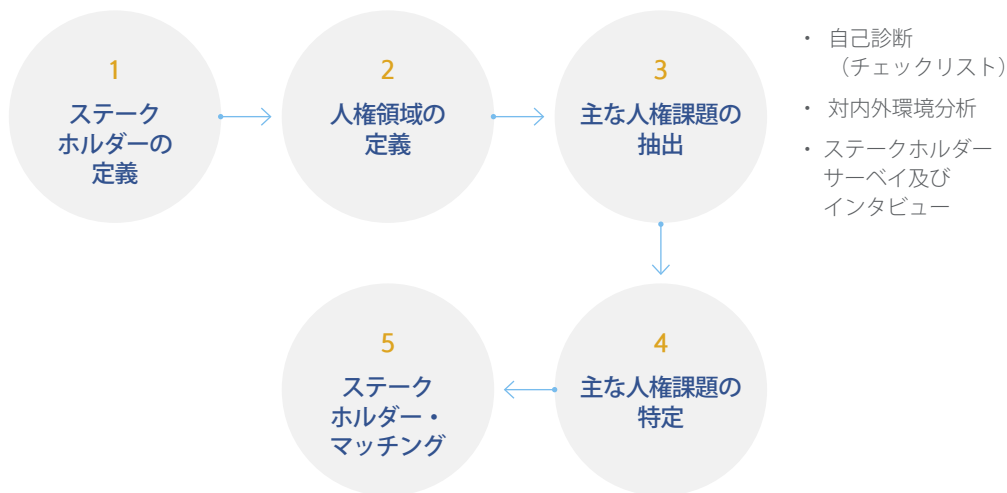 1
ステーク
ホルダーの
定義
2
人権領域の
定義
3
主な人権課題の
抽出
・ 自己診断
（チェックリスト）
・ 対内外環境分析
・ ステークホルダー
サーベイ及び
インタビュー
4
主な人権課題の
特定
5
ステーク
ホルダー・
マッチング